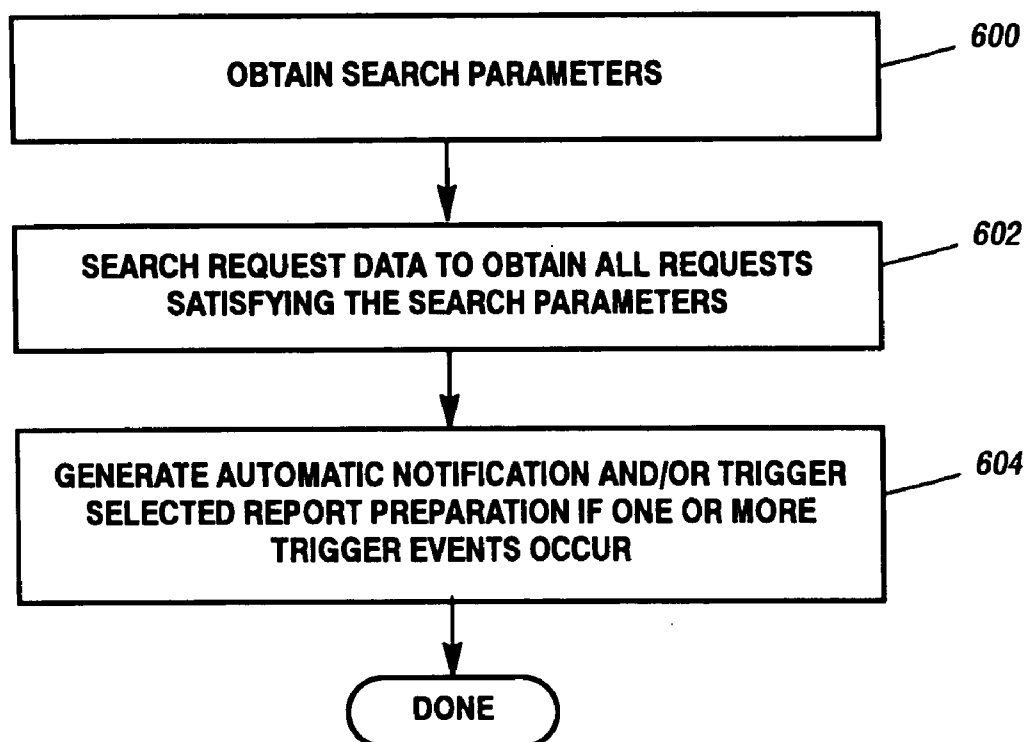 600
OBTAIN SEARCH PARAMETERS
602
SEARCH REQUEST DATA TO OBTAIN ALL REQUESTS
SATISFYING THE SEARCH PARAMETERS
604
GENERATE AUTOMATIC NOTIFICATION AND/OR TRIGGER
SELECTED REPORT PREPARATION IF ONE OR MORE
TRIGGER EVENTS OCCUR
DONE